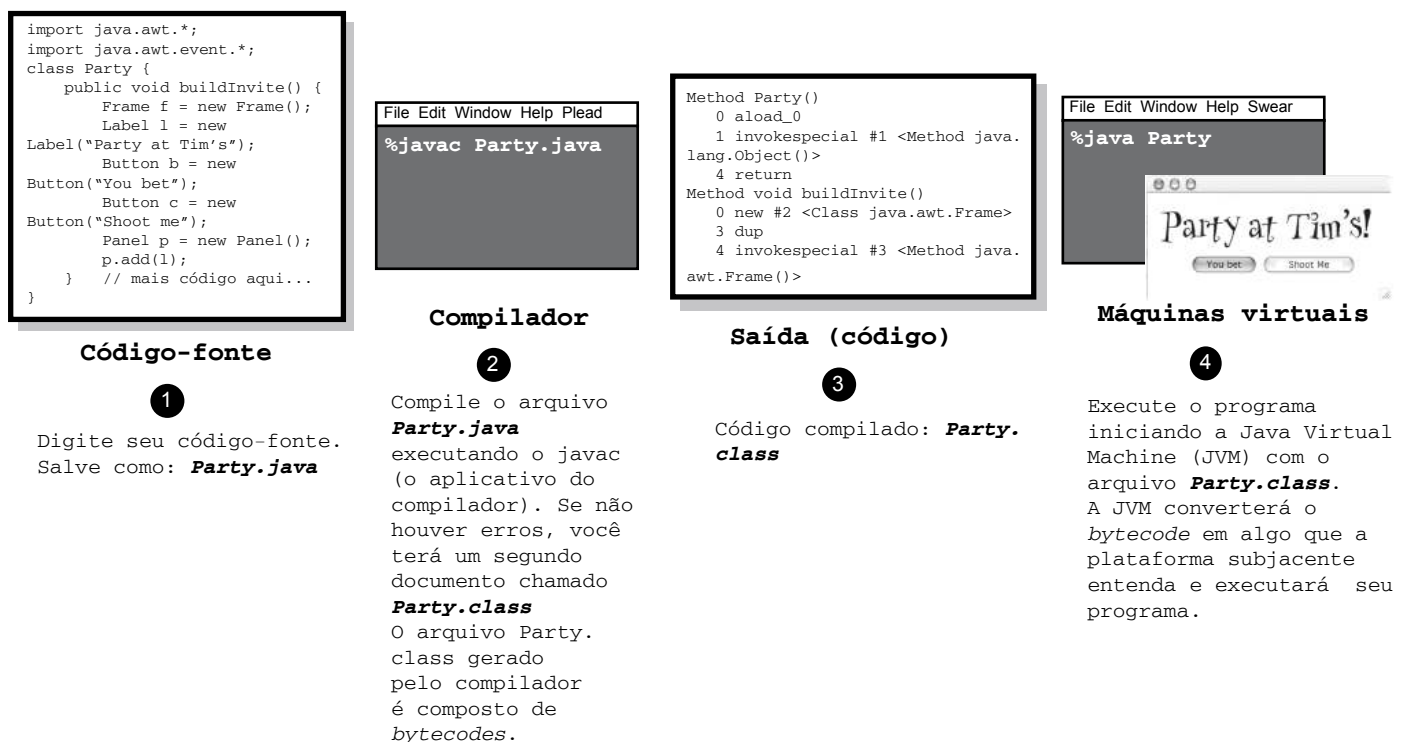 import java.awt.*;
import java.awt.event.*;
class Party {
    public void buildInvite() {
        Frame f = new Frame();
        Label l = new
Label("Party at Tim's");
        Button b = new
Button("You bet");
        Button c = new
Button("Shoot me");
        Panel p = new Panel();
        p.add(l);
    }   // mais código aqui...
}
Código-fonte
1
Digite seu código-fonte.
Salve como: Party.java
File Edit Window Help Plead
%javac Party.java
Compilador
2
Compile o arquivo
Party.java
executando o javac
(o aplicativo do
compilador). Se não
houver erros, você
terá um segundo
documento chamado
Party.class
O arquivo Party.
class gerado
pelo compilador
é composto de
bytecodes.
Method Party()
   0 aload_0
   1 invokespecial #1 <Method java.
lang.Object()>
   4 return
Method void buildInvite()
   0 new #2 <Class java.awt.Frame>
   3 dup
   4 invokespecial #3 <Method java.
awt.Frame()>
Saída (código)
3
Código compilado: Party.
class
File Edit Window Help Swear
%java Party
Party at Tim's!
You bet Shoot Me
Máquinas virtuais
4
Execute o programa
iniciando a Java Virtual
Machine (JVM) com o
arquivo Party.class.
A JVM converterá o
bytecode em algo que a
plataforma subjacente
entenda e executará seu
programa.